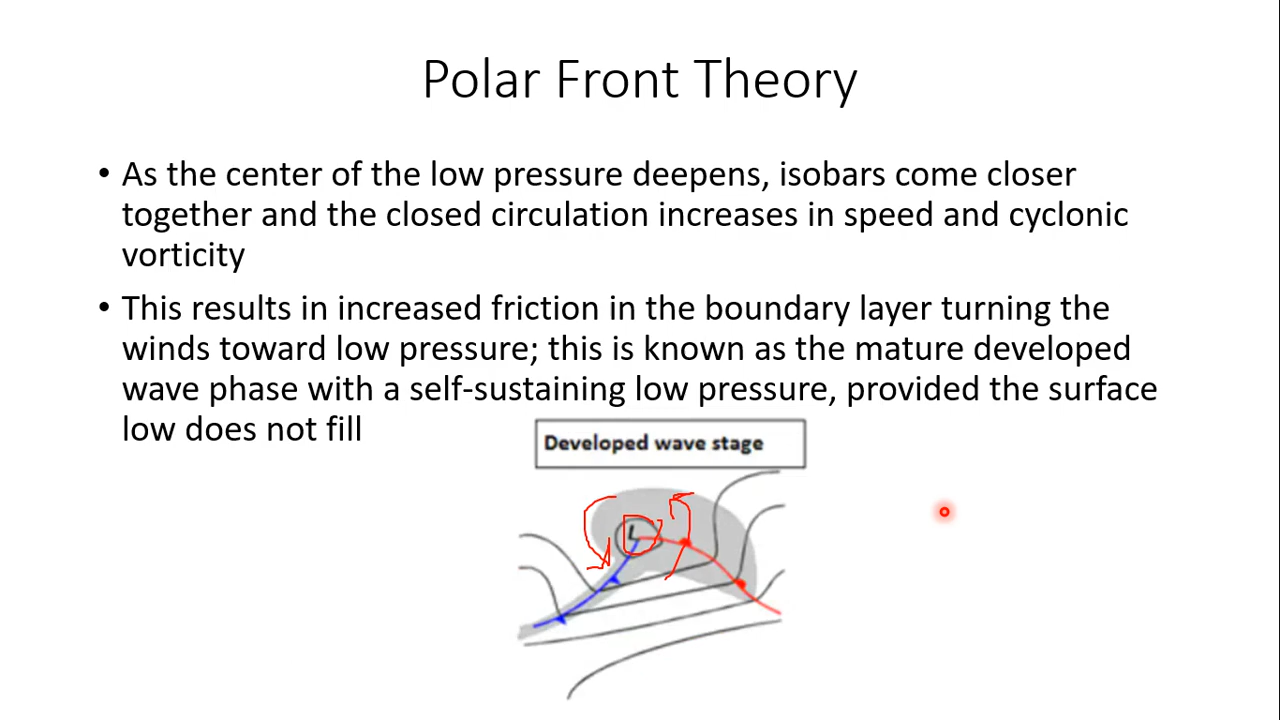 Polar Front Theory
• As the center of the low pressure deepens, isobars come closer
together and the closed circulation increases in speed and cyclonic
vorticity
• This results in increased friction in the boundary layer turning the
winds toward low pressure; this is known as the mature developed
wave phase with a self-sustaining low pressure, provided the surface
low does not fill
Developed wave stage
L